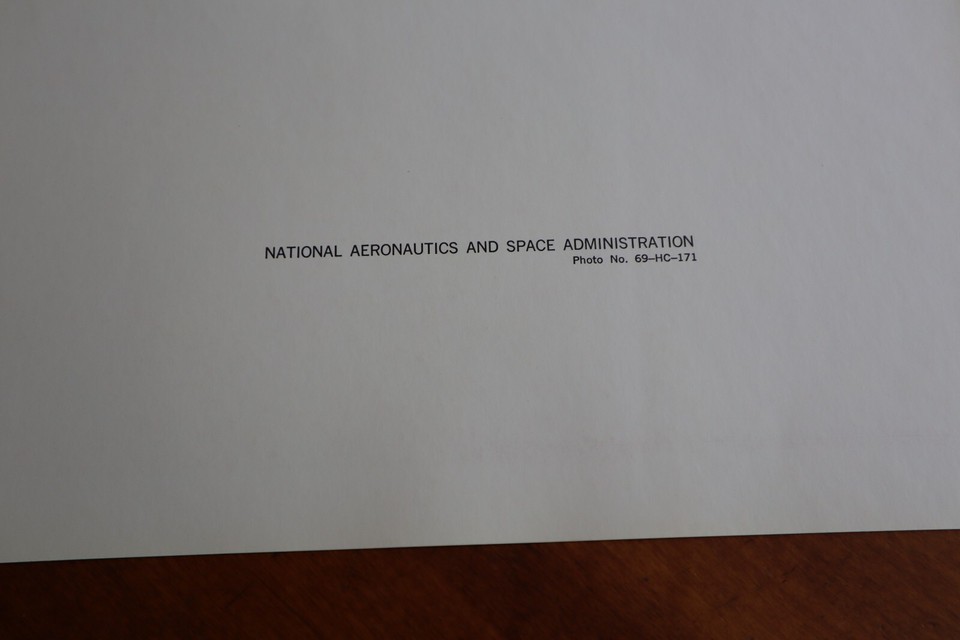 NATIONAL AERONAUTICS AND SPACE ADMINISTRATION
Photo No. 69–HC–171